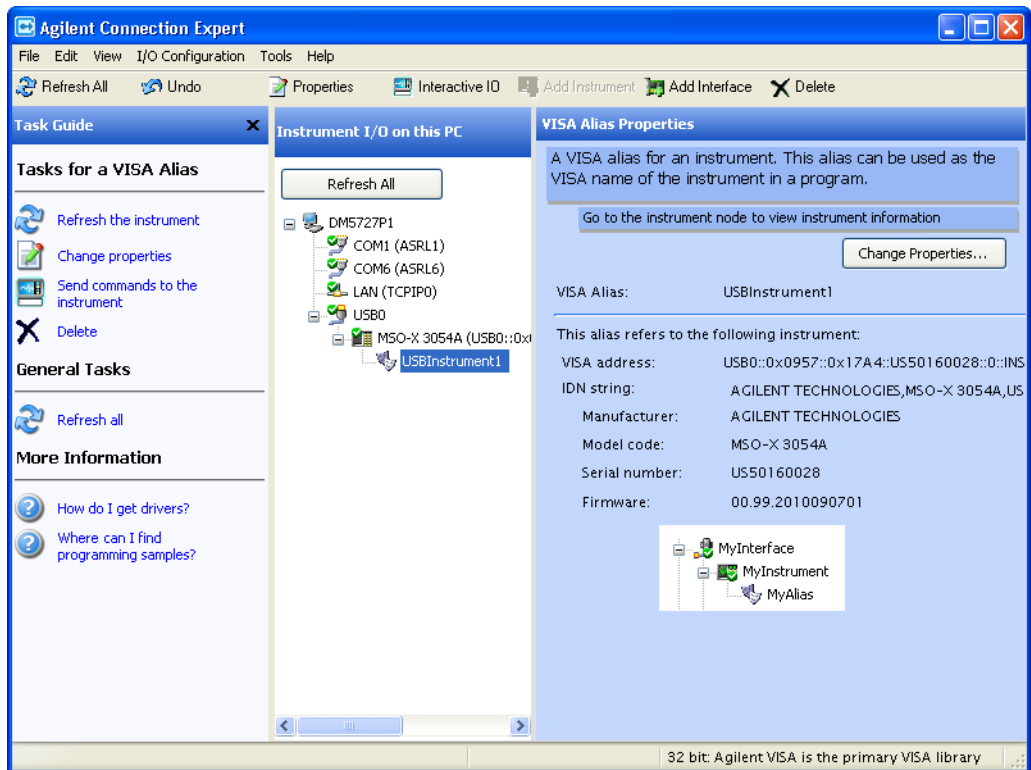 Agilent Connection Expert
File Edit View I/O Configuration Tools Help
Refresh All Undo Properties Interactive IO Add Instrument Add Interface Delete
Task Guide
Tasks for a VISA Alias
Refresh the instrument
Change properties
Send commands to the
instrument
Delete
General Tasks
Refresh all
More Information
How do I get drivers?
Where can I find
programming samples?
Instrument I/O on this PC
Refresh All
DM5727P1
COM1 (ASRL1)
COM6 (ASRL6)
LAN (TCPIP0)
USB0
MSO-X 3054A (USB0::0x
USBInstrument1
VISA Alias Properties
A VISA alias for an instrument. This alias can be used as the
VISA name of the instrument in a program.
Go to the instrument node to view instrument information
Change Properties...
VISA Alias: USBInstrument1
This alias refers to the following instrument:
VISA address: USB0::0x0957::0x17A4::US50160028::0::INS
IDN string: AGILENT TECHNOLOGIES,MSO-X 3054A,US
Manufacturer: AGILENT TECHNOLOGIES
Model code: MSO-X 3054A
Serial number: US50160028
Firmware: 00.99.2010090701
MyInterface
MyInstrument
MyAlias
32 bit: Agilent VISA is the primary VISA library